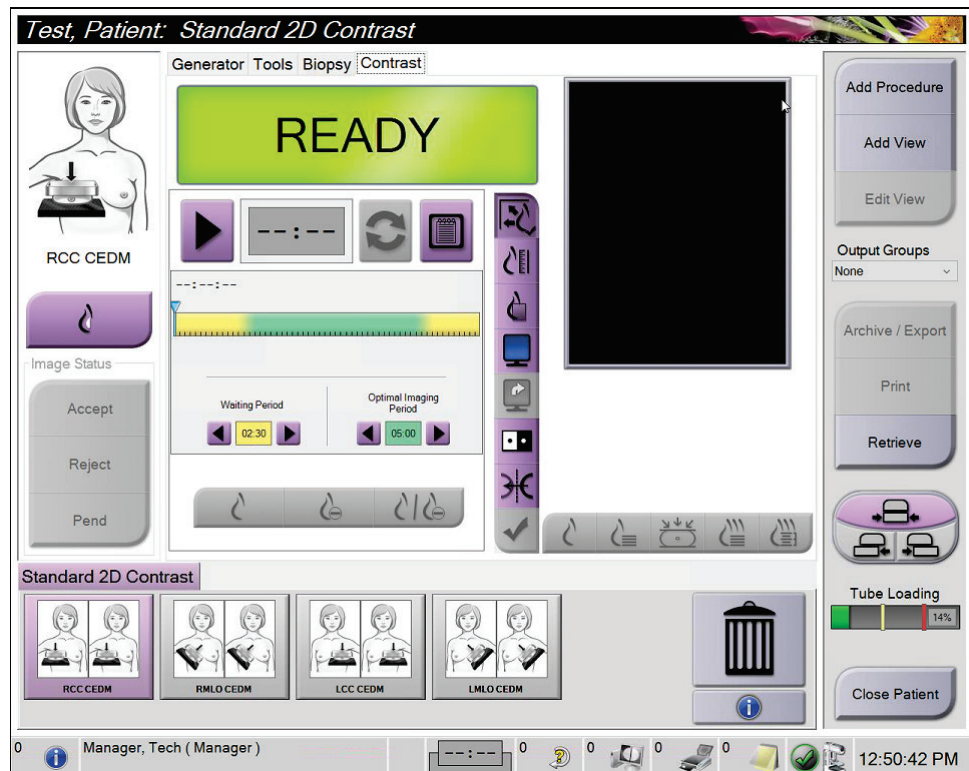 Test, Patient: Standard 2D Contrast
Generator Tools Biopsy Contrast
READY
--:--
--:--:--
Waiting Period
Optimal Imaging
Period
02:30
05:00
RCC CEDM
Image Status
Accept
Reject
Pend
Add Procedure
Add View
Edit View
Output Groups
None
Archive / Export
Print
Retrieve
Tube Loading
14%
Close Patient
Standard 2D Contrast
RCC CEDM
RMLO CEDM
LCC CEDM
LMLO CEDM
0 Manager, Tech ( Manager ) --:-- 0 0 0 0 12:50:42 PM